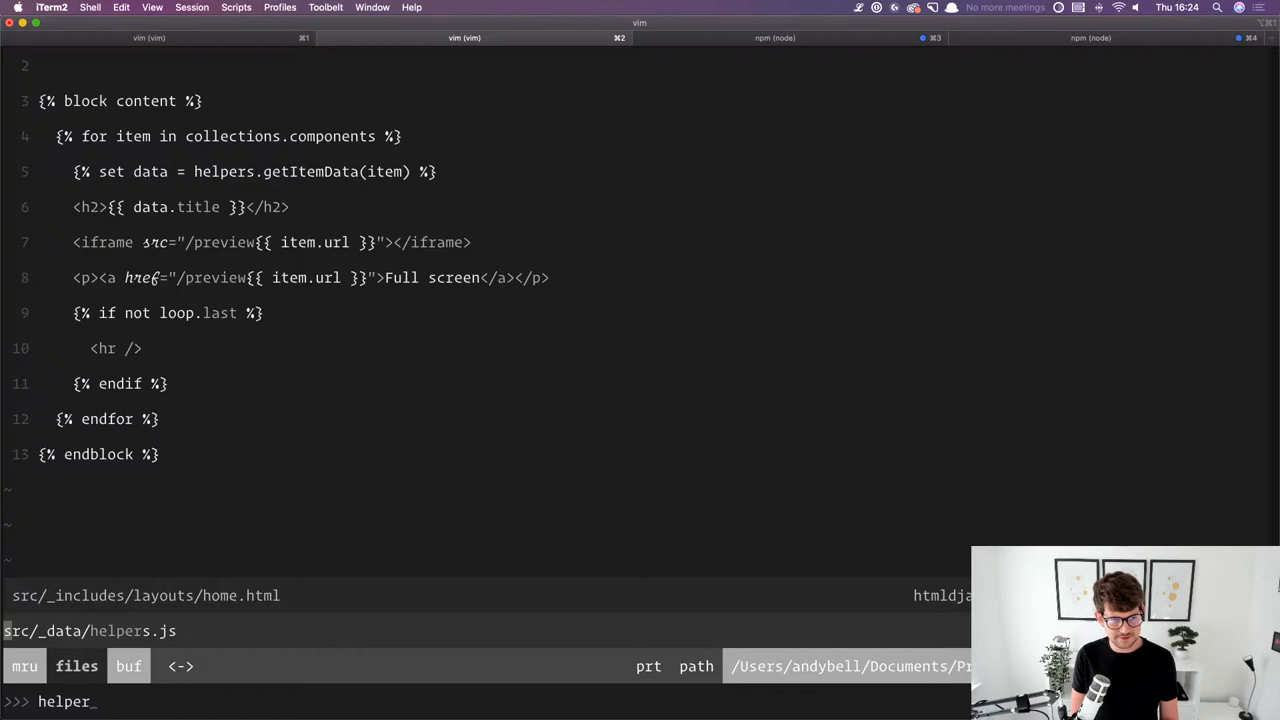 iTerm2 Shell Edit View Session Scripts Profiles Toolbelt Window Help No more meetings Thu 16:24
vim
⌥⌘1
vim (vim) ⌘1 vim (vim) ⌘2 npm (node) ⌘3 npm (node) ⌘4
2
3 {% block content %}
4 {% for item in collections.components %}
5 {% set data = helpers.getItemData(item) %}
6 <h2>{{ data.title }}</h2>
7 <iframe src="/preview{{ item.url }}"></iframe>
8 <p><a href="/preview{{ item.url }}">Full screen</a></p>
9 {% if not loop.last %}
10 <hr />
11 {% endif %}
12 {% endfor %}
13 {% endblock %}
~
~
~
src/_includes/layouts/home.html htmldja
src/_data/helpers.js
mru files buf <-> prt path /Users/andybell/Documents/Pr
>>> helper_